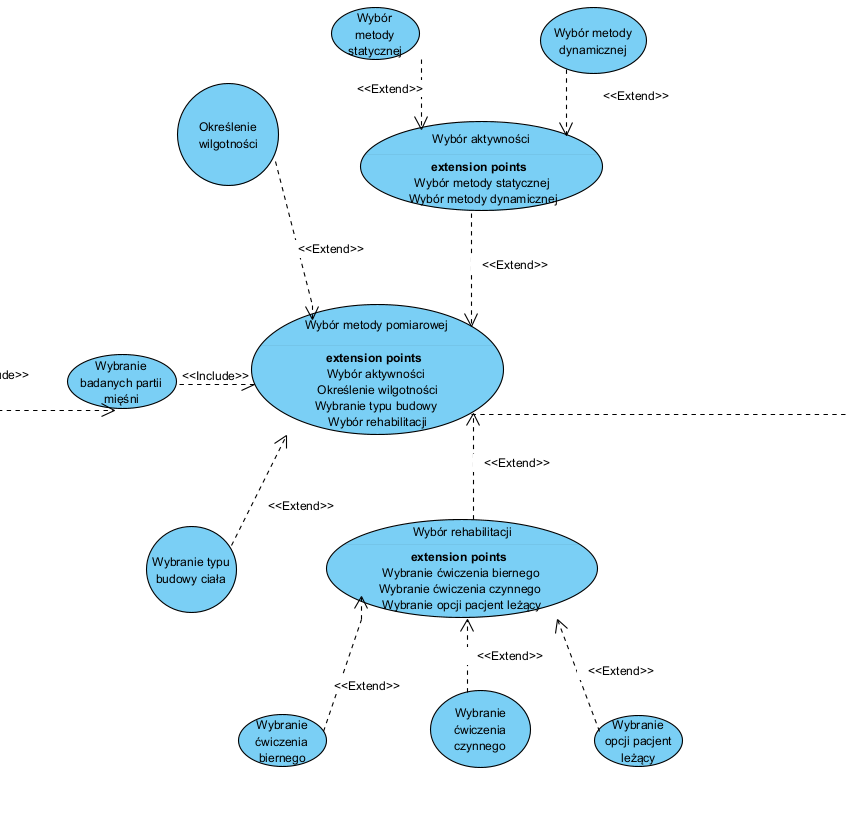 Wybór
metody
statycznej
Wybór metody
dynamicznej
<<Extend>>
<<Extend>>
Określenie
wilgotności
Wybór aktywności
extension points
Wybór metody statycznej
Wybór metody dynamicznej
<<Extend>>
<<Extend>>
Wybór metody pomiarowej
extension points
Wybór aktywności
Określenie wilgotności
Wybranie typu budowy
Wybór rehabilitacji
ude>>
Wybranie
badanych partii
mięśni
<<Include>>
<<Extend>>
<<Extend>>
Wybranie typu
budowy ciała
Wybór rehabilitacji
extension points
Wybranie ćwiczenia biernego
Wybranie ćwiczenia czynnego
Wybranie opcji pacjent leżący
<<Extend>>
<<Extend>>
<<Extend>>
Wybranie
ćwiczenia
biernego
Wybranie
ćwiczenia
czynnego
Wybranie
opcji pacjent
leżący